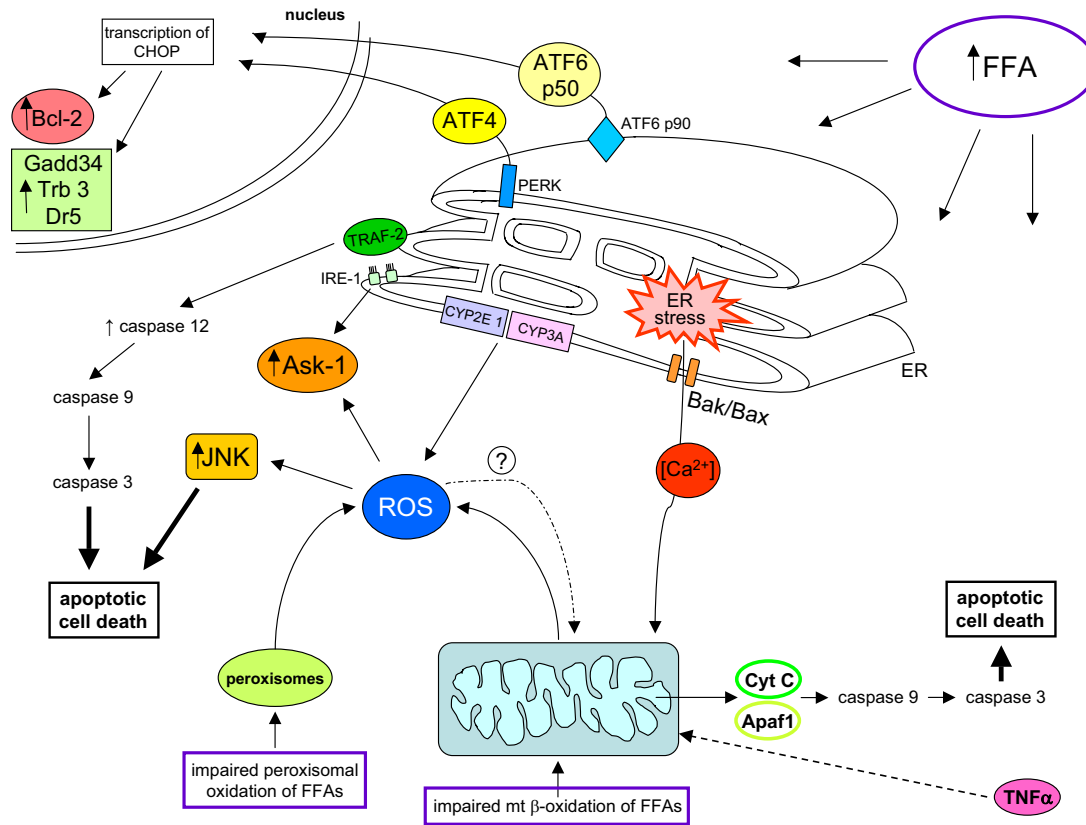 nucleus
transcription of
CHOP
Bcl-2
Gadd34
Trb 3
Dr5
ATF6
p50
ATF4
ATF6 p90
PERK
↑FFA
TRAF-2
IRE-1
CYP2E 1
CYP3A
ER
stress
ER
Bak/Bax
↑ caspase 12
caspase 9
caspase 3
↑Ask-1
↑JNK
ROS
?
[Ca²⁺]
apoptotic
cell death
peroxisomes
impaired peroxisomal
oxidation of FFAs
impaired mt β-oxidation of FFAs
Cyt C
Apaf1
caspase 9
caspase 3
apoptotic
cell death
TNFα